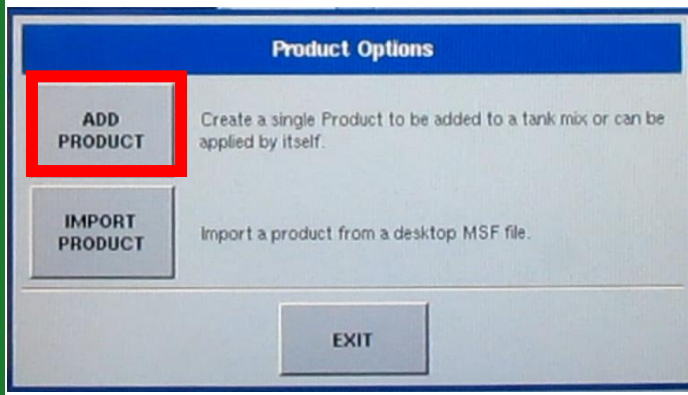 Product Options
ADD
PRODUCT
Create a single Product to be added to a tank mix or can be
applied by itself.
IMPORT
PRODUCT
Import a product from a desktop MSF file.
EXIT